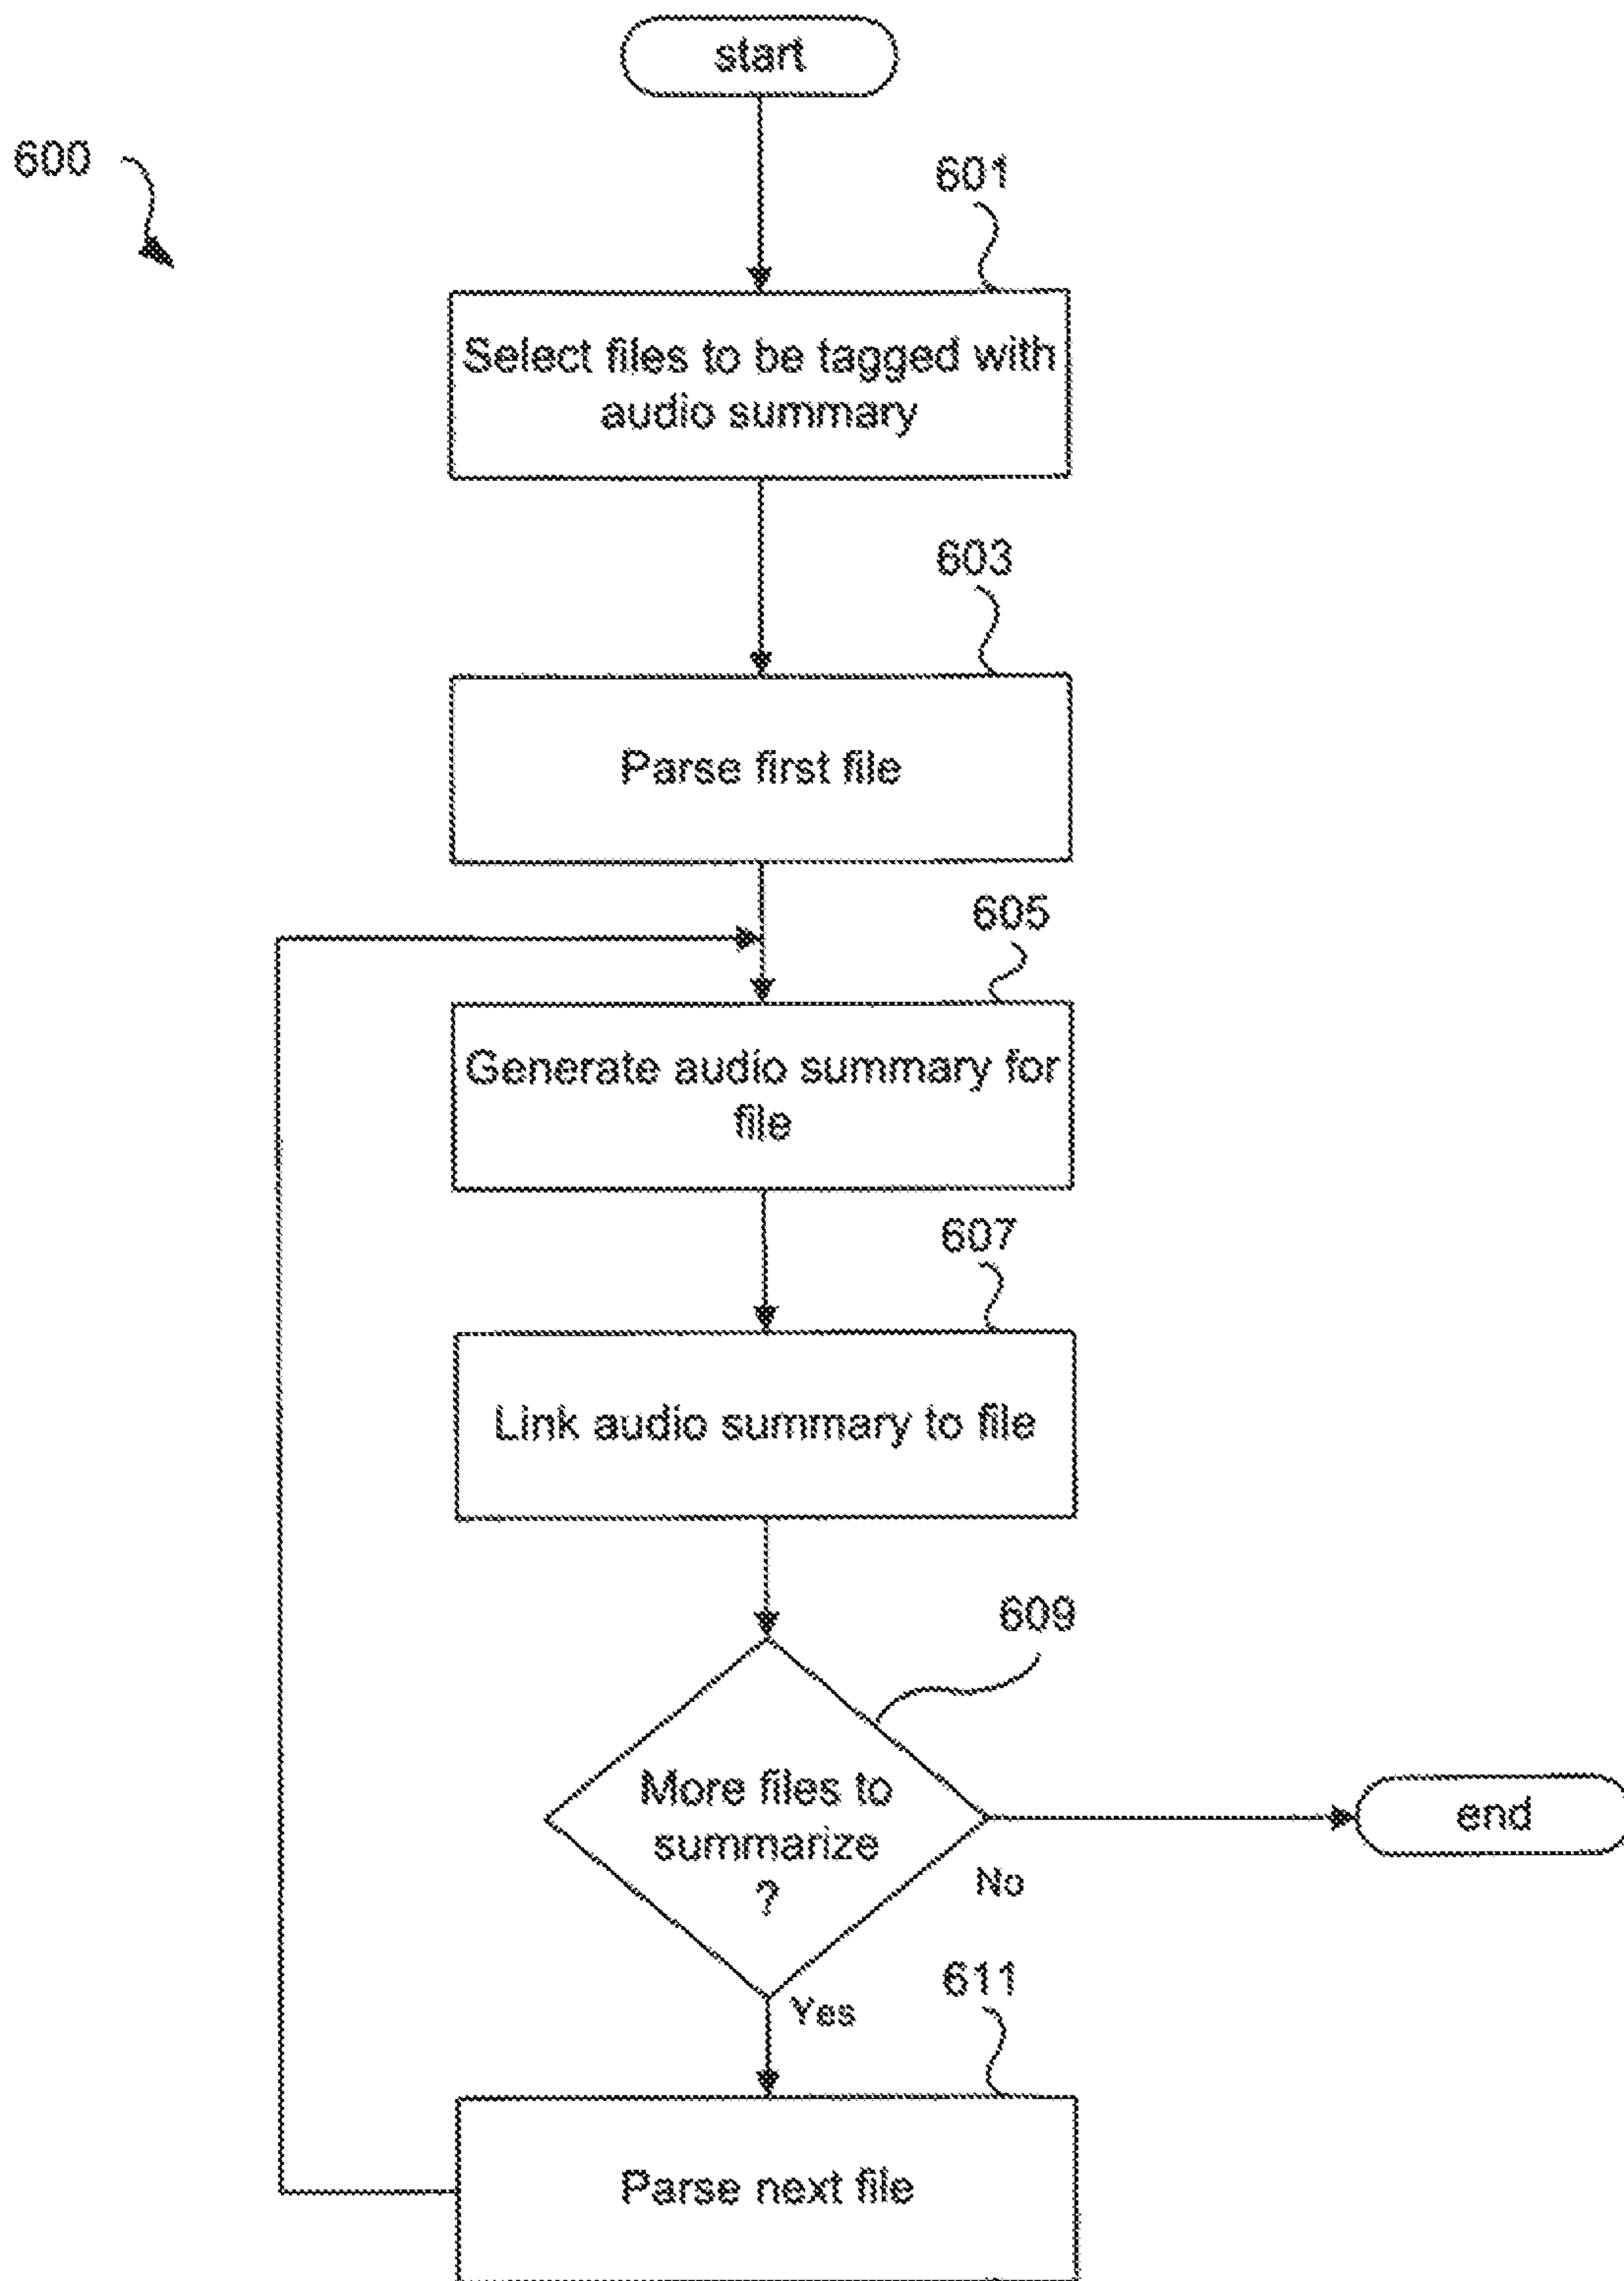 start
600
601
Select files to be tagged with
audio summary
603
Parse first file
605
Generate audio summary for
file
607
Link audio summary to file
609
More files to
summarize
?
end
No
Yes
611
Parse next file